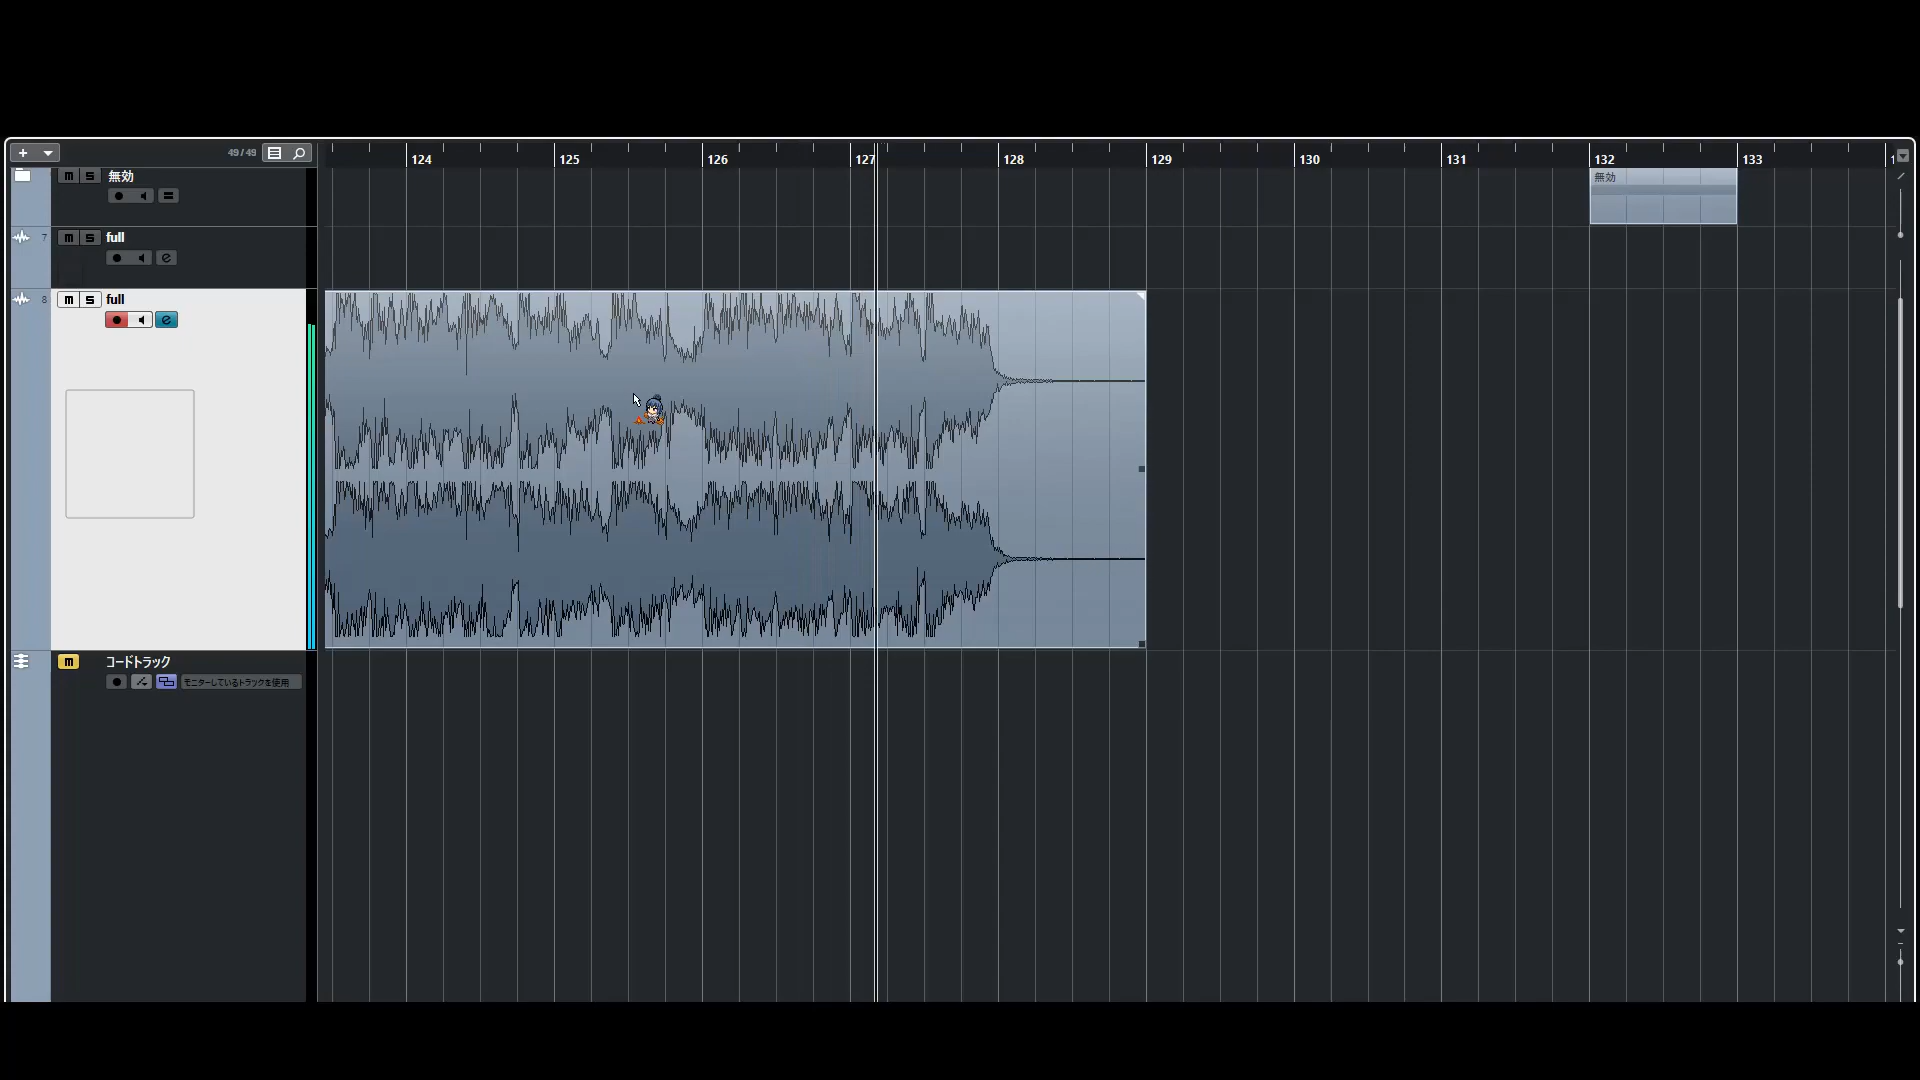 49/49
124 125 126 127 128 129 130 131 132 133
m S 無効
無効
7 m S full
e
8 m S full
e
m コードトラック
モニターしているトラックを使用